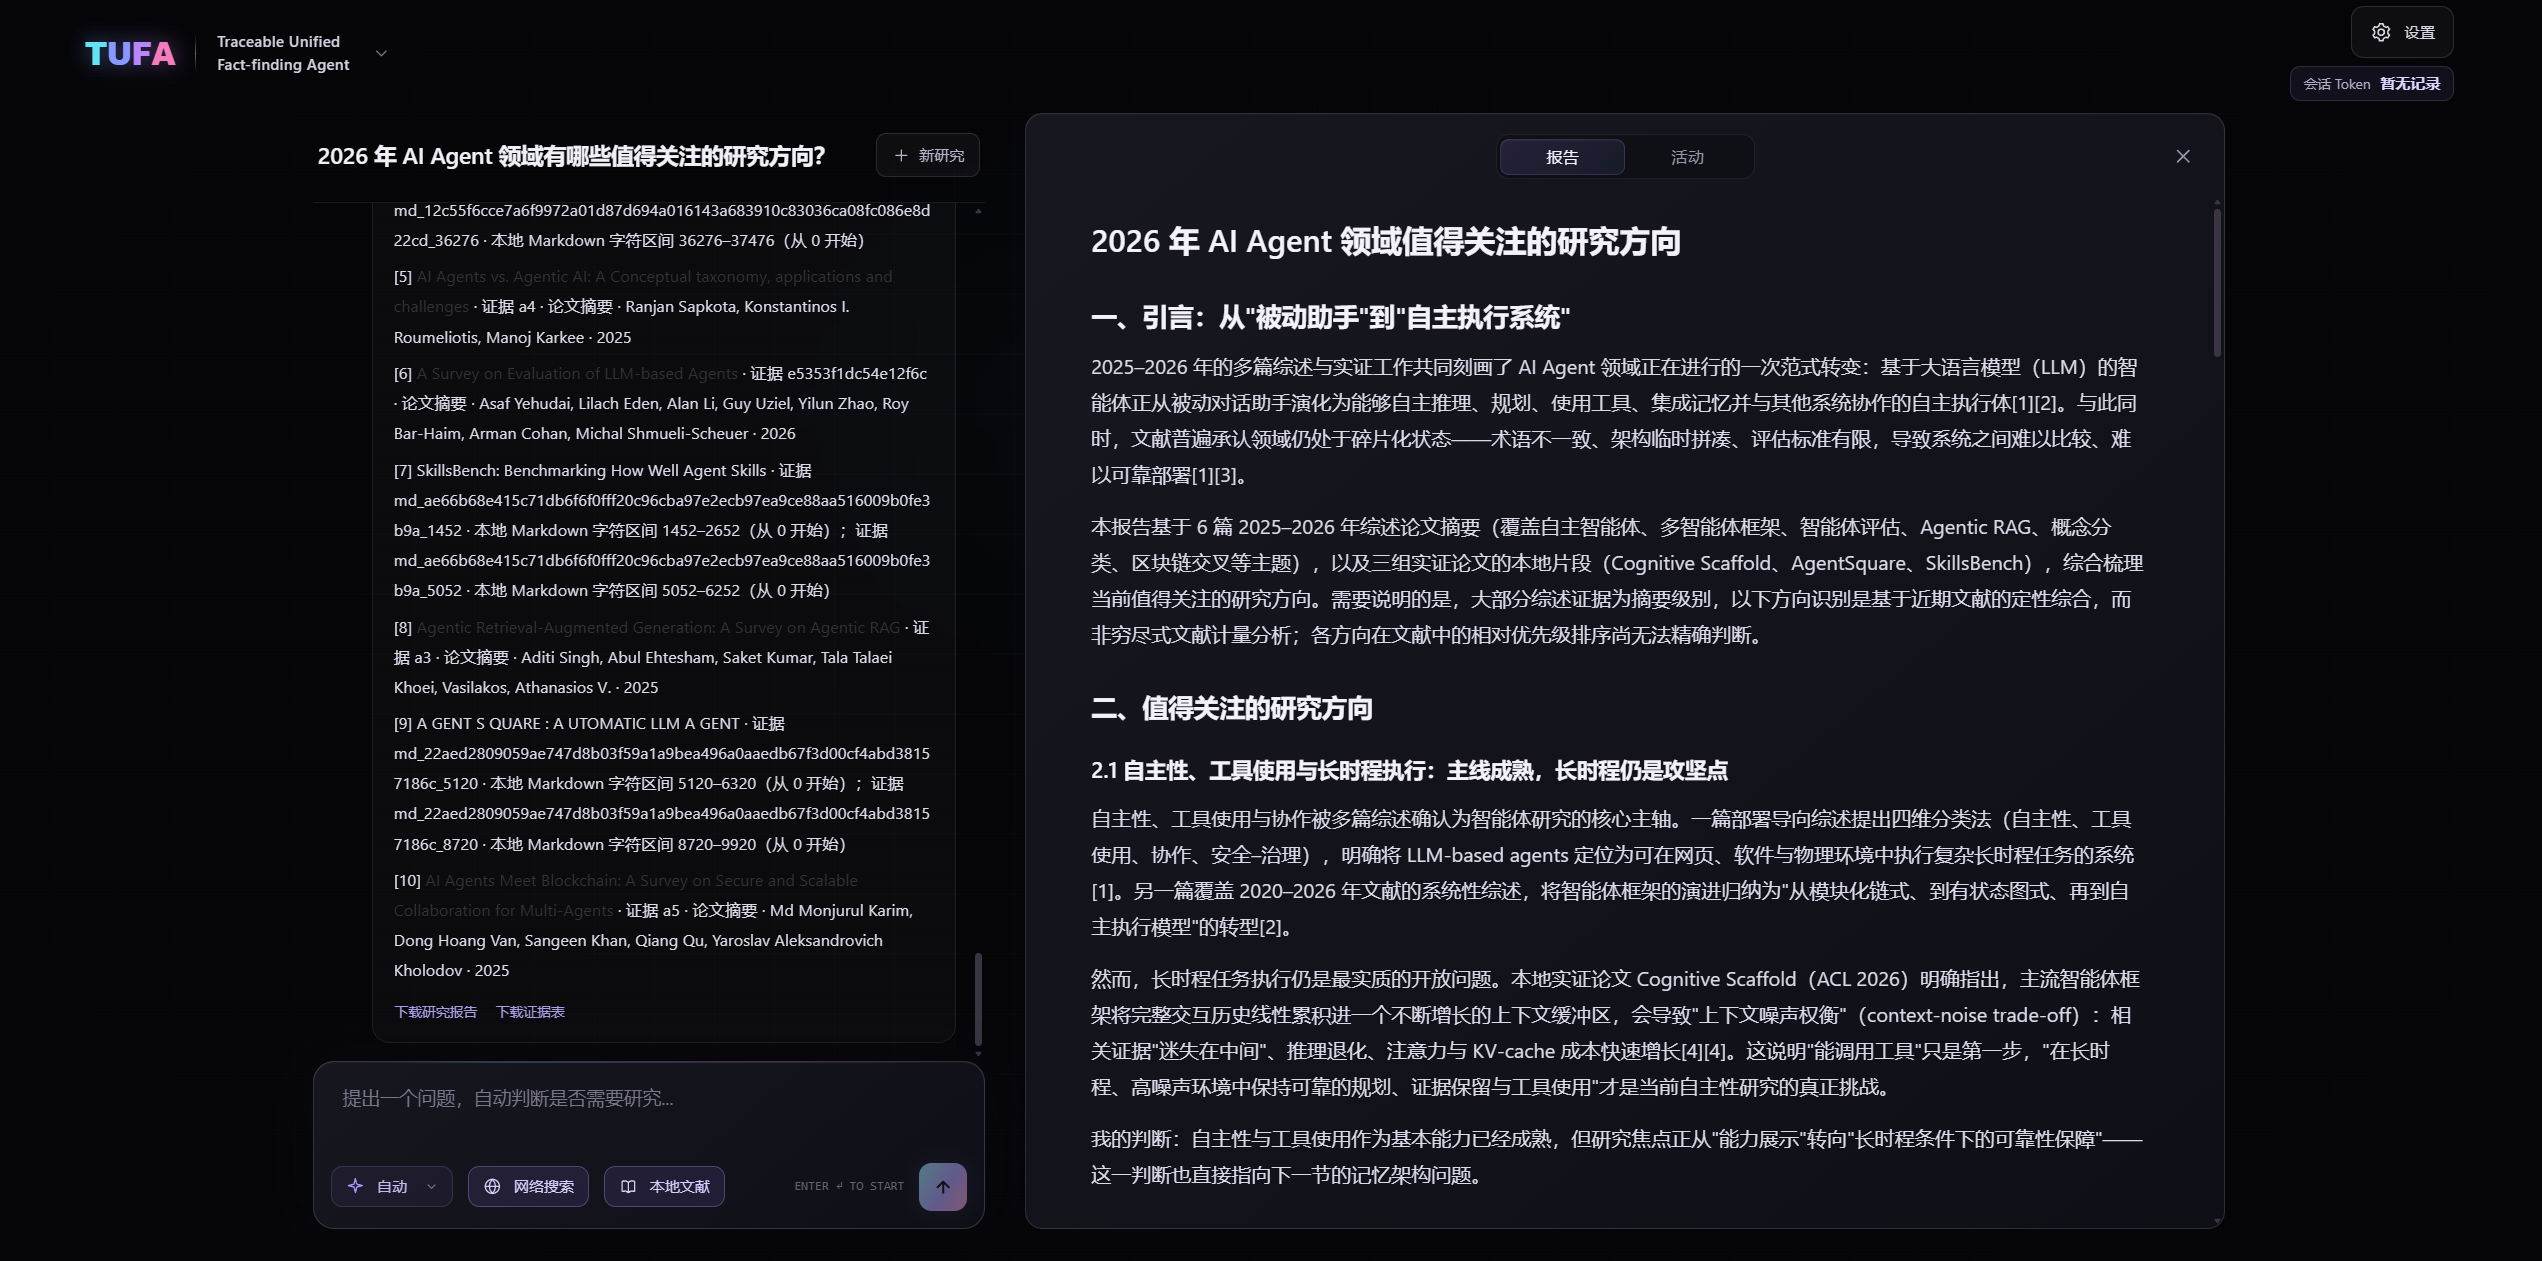 TUFA
Traceable Unified
Fact-finding Agent
设置
会话 Token 暂无记录
2026 年 AI Agent 领域有哪些值得关注的研究方向?
新研究
md_12c55f6cce7a6f9972a01d87d694a016143a683910c83036ca08fc086e8d
22cd_36276 · 本地 Markdown 字符区间 36276–37476（从 0 开始）
[5] AI Agents vs. Agentic AI: A Conceptual taxonomy, applications and
challenges · 证据 a4 · 论文摘要 · Ranjan Sapkota, Konstantinos I.
Roumeliotis, Manoj Karkee · 2025
[6] A Survey on Evaluation of LLM-based Agents · 证据 e5353f1dc54e12f6c
· 论文摘要 · Asaf Yehudai, Lilach Eden, Alan Li, Guy Uziel, Yilun Zhao, Roy
Bar-Haim, Arman Cohan, Michal Shmueli-Scheuer · 2026
[7] SkillsBench: Benchmarking How Well Agent Skills · 证据
md_ae66b68e415c71db6f6f0fff20c96cba97e2ecb97ea9ce88aa516009b0fe3
b9a_1452 · 本地 Markdown 字符区间 1452–2652（从 0 开始）；证据
md_ae66b68e415c71db6f6f0fff20c96cba97e2ecb97ea9ce88aa516009b0fe3
b9a_5052 · 本地 Markdown 字符区间 5052–6252（从 0 开始）
[8] Agentic Retrieval-Augmented Generation: A Survey on Agentic RAG · 证
据 a3 · 论文摘要 · Aditi Singh, Abul Ehtesham, Saket Kumar, Tala Talaei
Khoei, Vasilakos, Athanasios V. · 2025
[9] A GENT S QUARE : A UTOMATIC LLM A GENT · 证据
md_22aed2809059ae747d8b03f59a1a9bea496a0aaedb67f3d00cf4abd3815
7186c_5120 · 本地 Markdown 字符区间 5120–6320（从 0 开始）；证据
md_22aed2809059ae747d8b03f59a1a9bea496a0aaedb67f3d00cf4abd3815
7186c_8720 · 本地 Markdown 字符区间 8720–9920（从 0 开始）
[10] AI Agents Meet Blockchain: A Survey on Secure and Scalable
Collaboration for Multi-Agents · 证据 a5 · 论文摘要 · Md Monjurul Karim,
Dong Hoang Van, Sangeen Khan, Qiang Qu, Yaroslav Aleksandrovich
Kholodov · 2025
下载研究报告 下载证据表
提出一个问题，自动判断是否需要研究...
自动
网络搜索
本地文献
ENTER ↵ TO START
报告
活动
2026 年 AI Agent 领域值得关注的研究方向
一、引言：从"被动助手"到"自主执行系统"
2025–2026 年的多篇综述与实证工作共同刻画了 AI Agent 领域正在进行的一次范式转变：基于大语言模型（LLM）的智
能体正从被动对话助手演化为能够自主推理、规划、使用工具、集成记忆并与其他系统协作的自主执行体[1][2]。与此同
时，文献普遍承认领域仍处于碎片化状态——术语不一致、架构临时拼凑、评估标准有限，导致系统之间难以比较、难
以可靠部署[1][3]。
本报告基于 6 篇 2025–2026 年综述论文摘要（覆盖自主智能体、多智能体框架、智能体评估、Agentic RAG、概念分
类、区块链交叉等主题），以及三组实证论文的本地片段（Cognitive Scaffold、AgentSquare、SkillsBench），综合梳理
当前值得关注的研究方向。需要说明的是，大部分综述证据为摘要级别，以下方向识别是基于近期文献的定性综合，而
非穷尽式文献计量分析；各方向在文献中的相对优先级排序尚无法精确判断。
二、值得关注的研究方向
2.1 自主性、工具使用与长时程执行：主线成熟，长时程仍是攻坚点
自主性、工具使用与协作被多篇综述确认为智能体研究的核心主轴。一篇部署导向综述提出四维分类法（自主性、工具
使用、协作、安全–治理），明确将 LLM-based agents 定位为可在网页、软件与物理环境中执行复杂长时程任务的系统
[1]。另一篇覆盖 2020–2026 年文献的系统性综述，将智能体框架的演进归纳为"从模块化链式、到有状态图式、再到自
主执行模型"的转型[2]。
然而，长时程任务执行仍是最实质的开放问题。本地实证论文 Cognitive Scaffold（ACL 2026）明确指出，主流智能体框
架将完整交互历史线性累积进一个不断增长的上下文缓冲区，会导致"上下文噪声权衡"（context-noise trade-off）：相
关证据"迷失在中间"、推理退化、注意力与 KV-cache 成本快速增长[4][4]。这说明"能调用工具"只是第一步，"在长时
程、高噪声环境中保持可靠的规划、证据保留与工具使用"才是当前自主性研究的真正挑战。
我的判断：自主性与工具使用作为基本能力已经成熟，但研究焦点正从"能力展示"转向"长时程条件下的可靠性保障"——
这一判断也直接指向下一节的记忆架构问题。